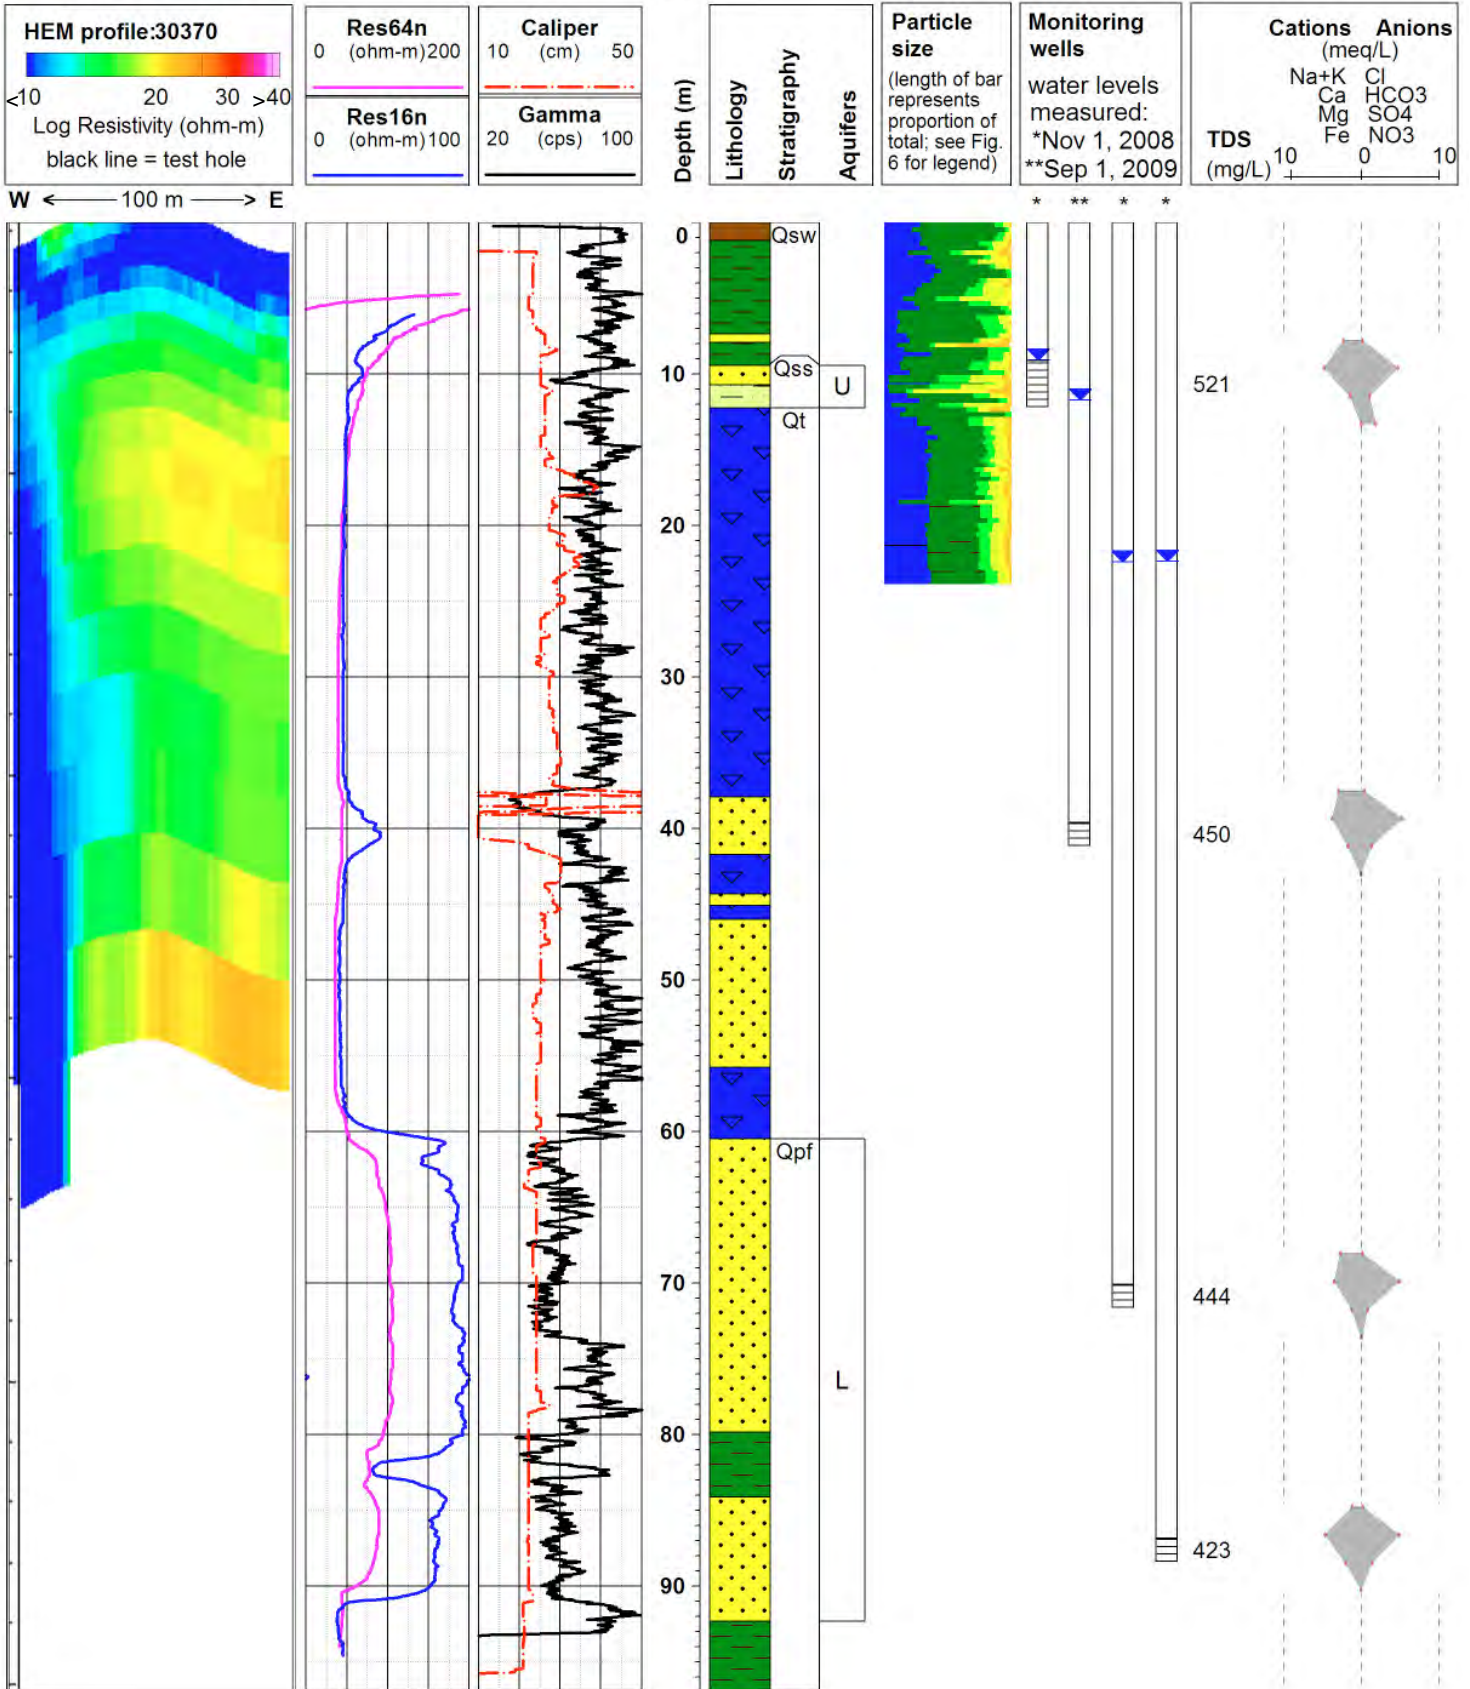 HEM profile:30370
<10 20 30 >40
Log Resistivity (ohm-m)
black line = test hole
W <—— 100 m ——> E
Res64n
0 (ohm-m) 200
Res16n
0 (ohm-m) 100
Caliper
10 (cm) 50
Gamma
20 (cps) 100
Depth (m)
Lithology
Stratigraphy
Aquifers
Particle
size
(length of bar
represents
proportion of
total; see Fig.
6 for legend)
Monitoring
wells
water levels
measured:
*Nov 1, 2008
**Sep 1, 2009
* ** * *
Cations Anions
(meq/L)
Na+K Cl
Ca HCO3
Mg SO4
Fe NO3
TDS
(mg/L)
10 0 10
0
10
20
30
40
50
60
70
80
90
Qsw
Qss
U
Qt
Qpf
L
521
450
444
423